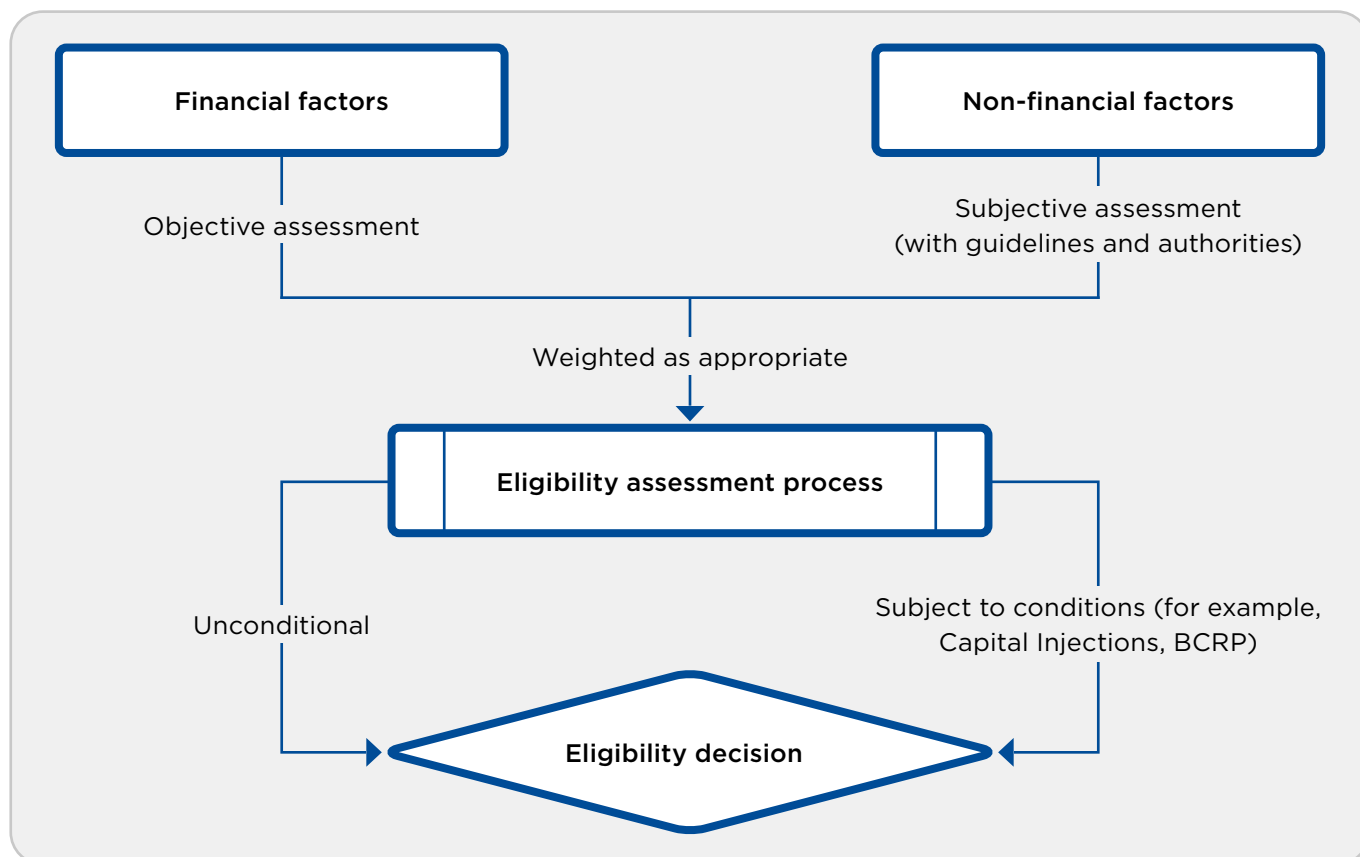 Financial factors
Non-financial factors
Objective assessment
Subjective assessment
(with guidelines and authorities)
Weighted as appropriate
Eligibility assessment process
Unconditional
Subject to conditions (for example,
Capital Injections, BCRP)
Eligibility decision